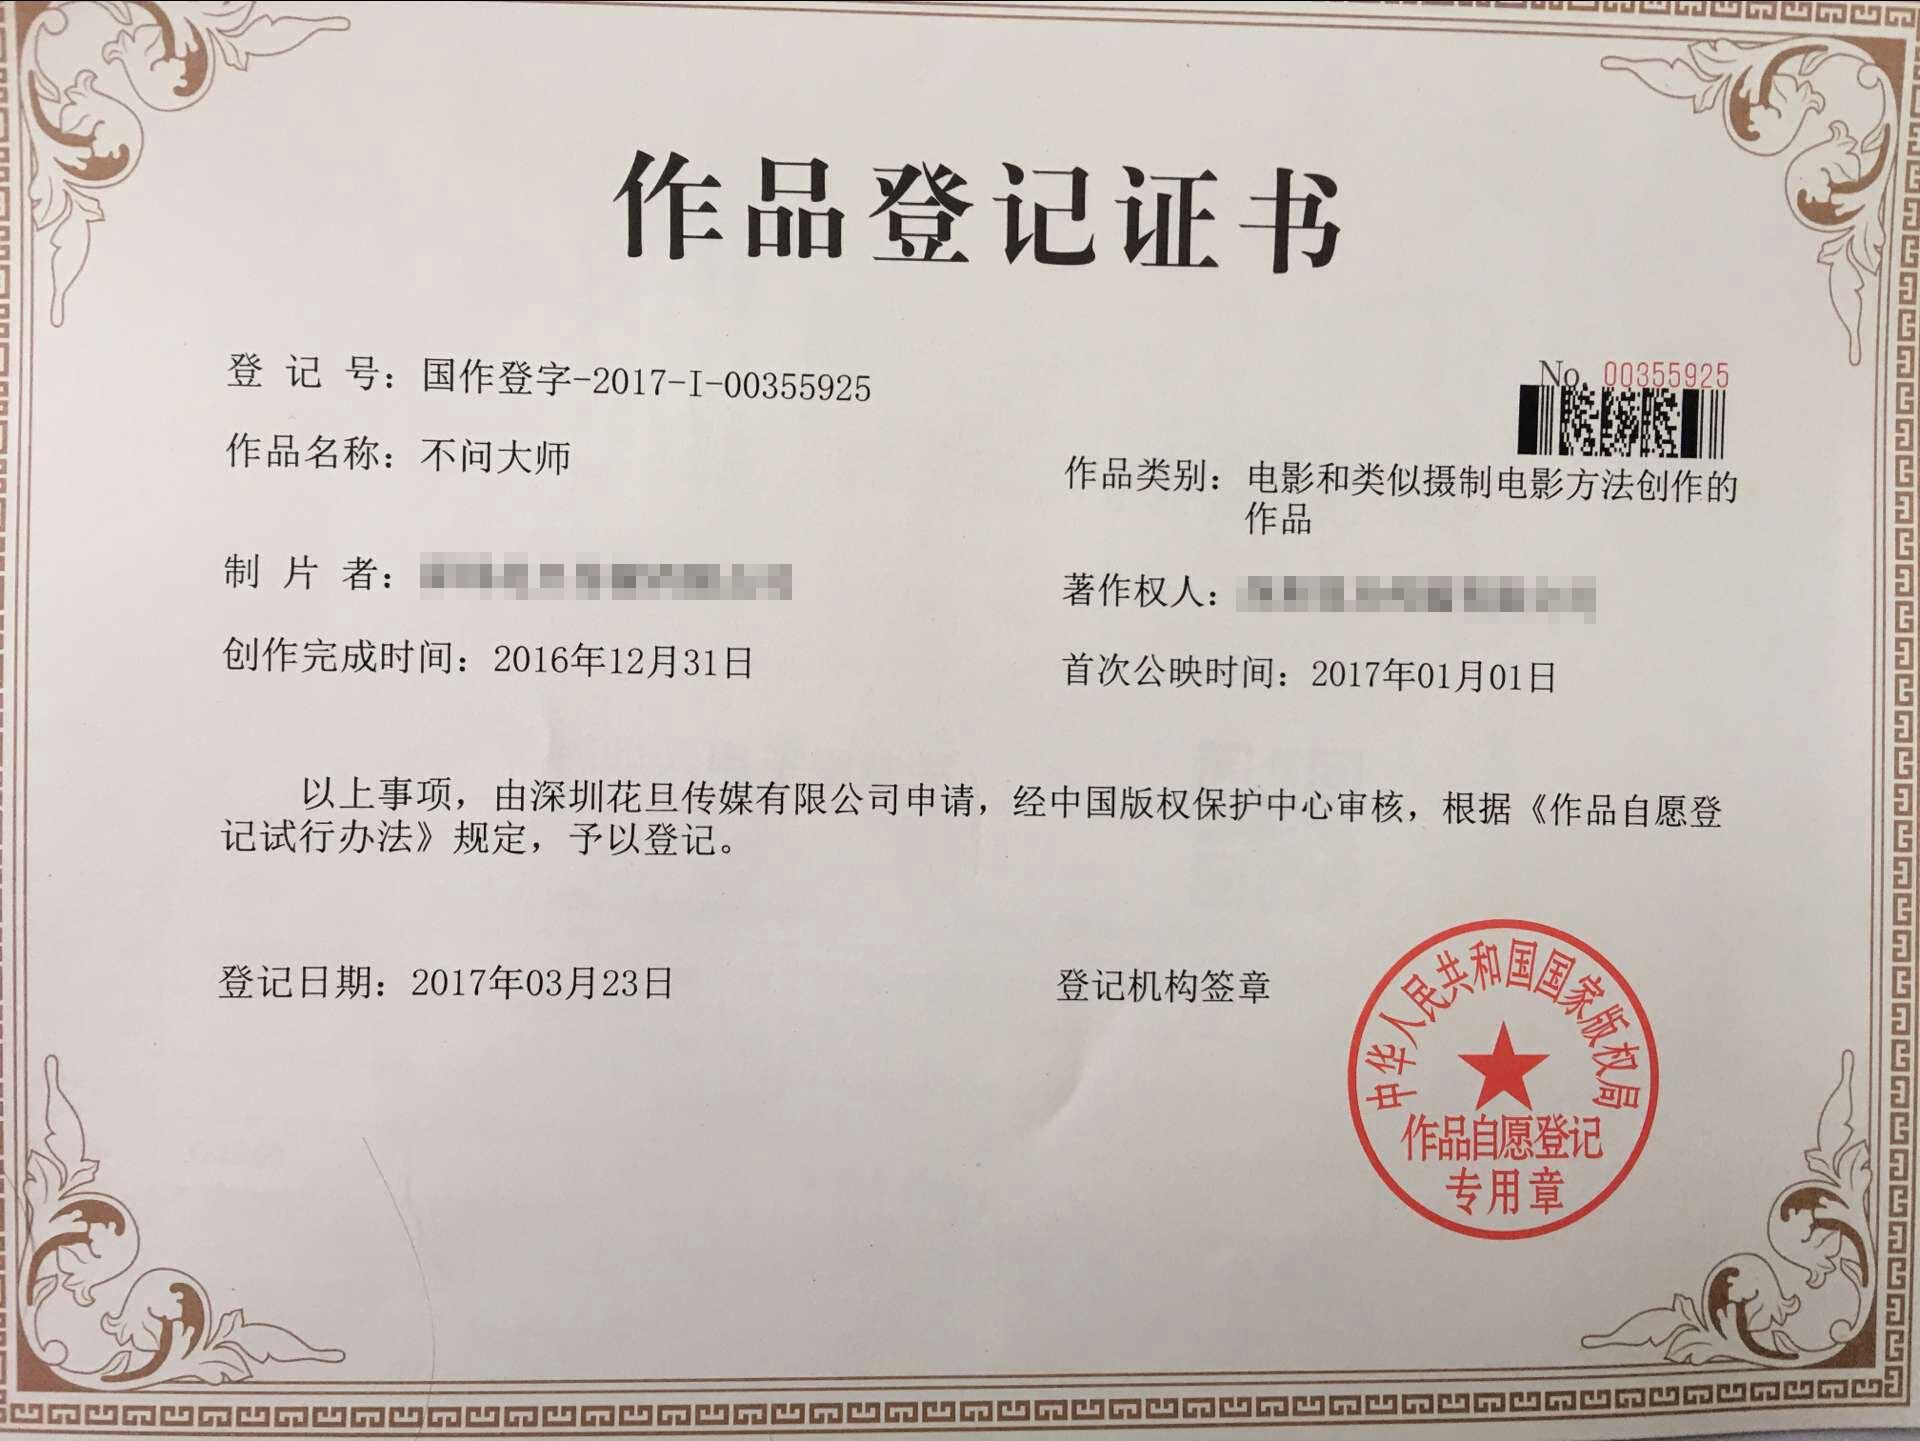 作品登记证书
登 记 号：国作登字-2017-I-00355925
No. 00355925
作品名称：不问大师
作品类别：电影和类似摄制电影方法创作的
作品
制 片 者：
著作权人：
创作完成时间：2016年12月31日
首次公映时间：2017年01月01日
以上事项，由深圳花旦传媒有限公司申请，经中国版权保护中心审核，根据《作品自愿登
记试行办法》规定，予以登记。
登记日期：2017年03月23日
登记机构签章
中华人民共和国国家版权局
作品自愿登记
专用章